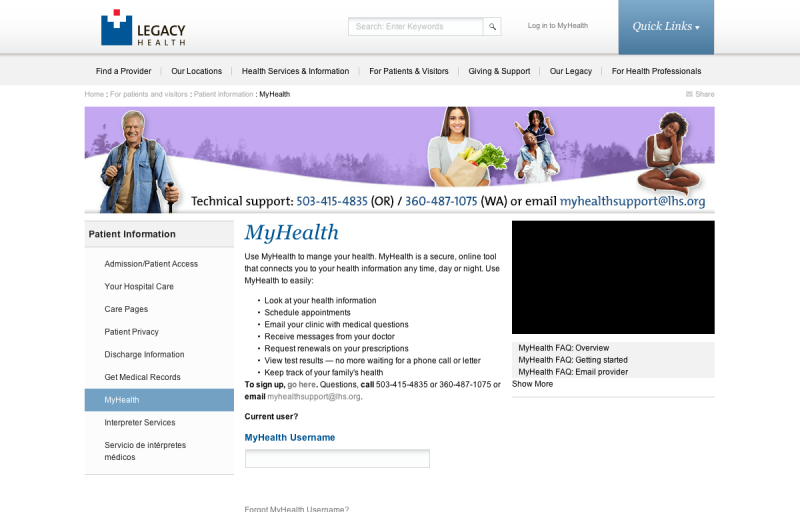 LEGACY
HEALTH
Search: Enter Keywords
Log in to MyHealth
Quick Links
Find a Provider
Our Locations
Health Services & Information
For Patients & Visitors
Giving & Support
Our Legacy
For Health Professionals
Home : For patients and visitors : Patient information : MyHealth
Share
Technical support: 503-415-4835 (OR) / 360-487-1075 (WA) or email myhealthsupport@lhs.org
Patient Information
Admission/Patient Access
Your Hospital Care
Care Pages
Patient Privacy
Discharge Information
Get Medical Records
MyHealth
Interpreter Services
Servicio de intérpretes
médicos
MyHealth
Use MyHealth to mange your health. MyHealth is a secure, online tool
that connects you to your health information any time, day or night. Use
MyHealth to easily:
• Look at your health information
• Schedule appointments
• Email your clinic with medical questions
• Receive messages from your doctor
• Request renewals on your prescriptions
• View test results — no more waiting for a phone call or letter
• Keep track of your family's health
To sign up, go here. Questions, call 503-415-4835 or 360-487-1075 or
email myhealthsupport@lhs.org.
Current user?
MyHealth Username
Forgot MyHealth Username?
MyHealth FAQ: Overview
MyHealth FAQ: Getting started
MyHealth FAQ: Email provider
Show More